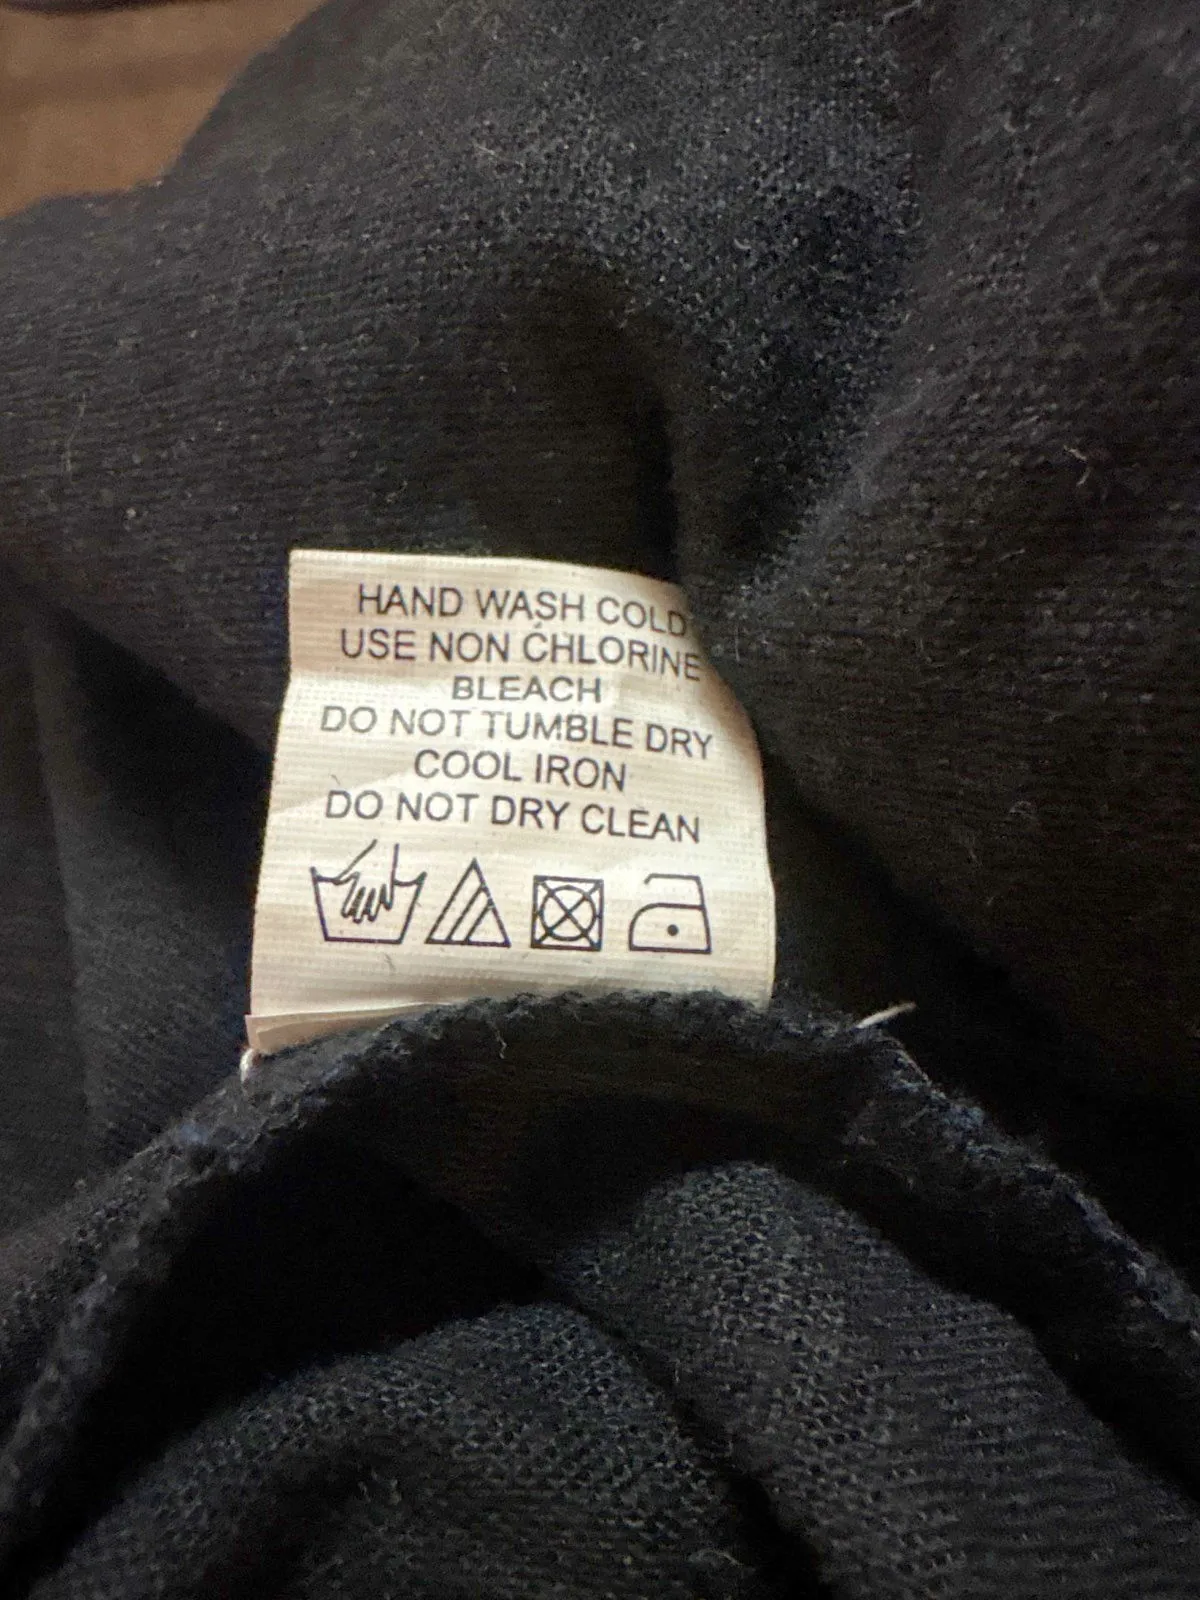 HAND WASH COLD
USE NON CHLORINE
BLEACH
DO NOT TUMBLE DRY
COOL IRON
DO NOT DRY CLEAN